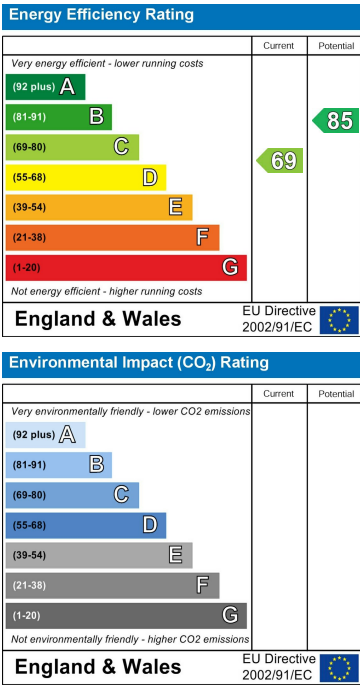 Energy Efficiency Rating
Current Potential
Very energy efficient - lower running costs
(92 plus) A
(81-91) B
85
(69-80) C
69
(55-68) D
(39-54) E
(21-38) F
(1-20) G
Not energy efficient - higher running costs
England & Wales
EU Directive
2002/91/EC
Environmental Impact (CO₂) Rating
Current Potential
Very environmentally friendly - lower CO2 emissions
(92 plus) A
(81-91) B
(69-80) C
(55-68) D
(39-54) E
(21-38) F
(1-20) G
Not environmentally friendly - higher CO2 emissions
England & Wales
EU Directive
2002/91/EC